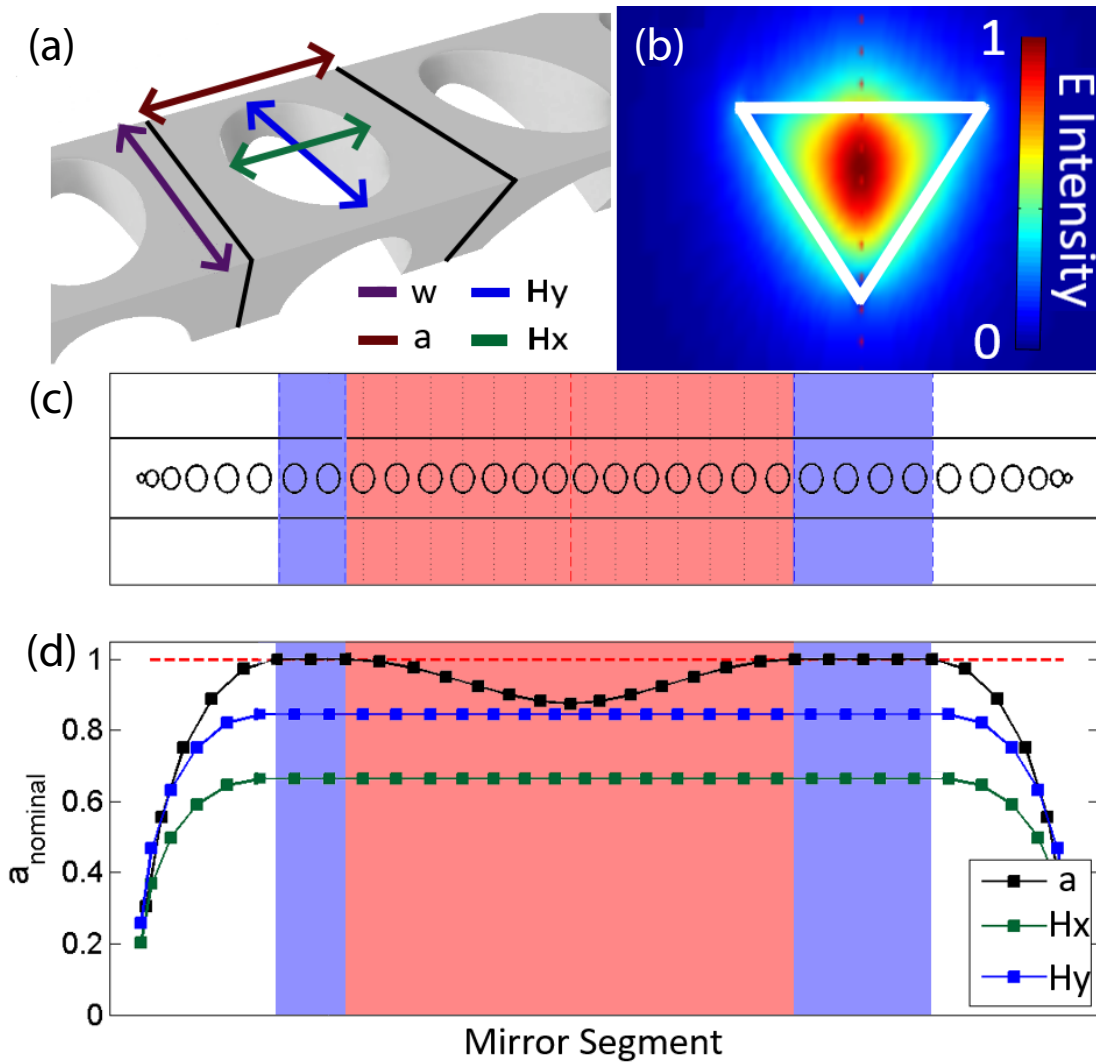 (a)
w
a
Hy
Hx
(b)
1
0
E Intensity
(c)
(d)
1
0.8
0.6
0.4
0.2
0
a_nominal
a
Hx
Hy
Mirror Segment